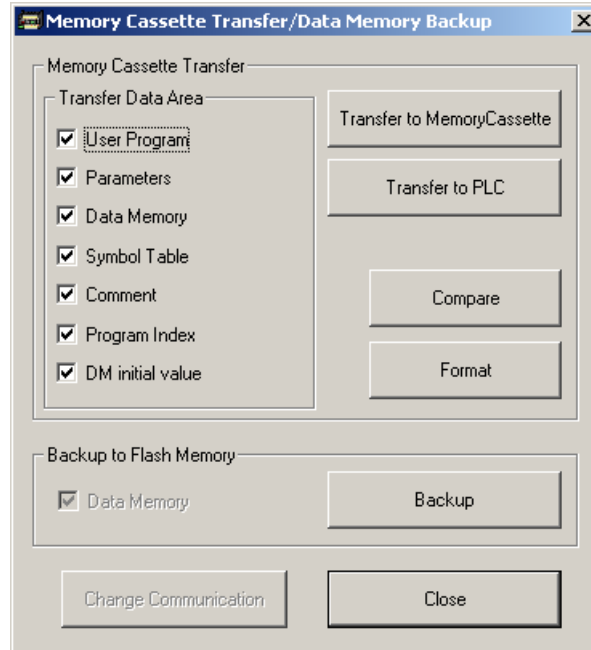 Memory Cassette Transfer/Data Memory Backup
Memory Cassette Transfer
Transfer Data Area
User Program
Parameters
Data Memory
Symbol Table
Comment
Program Index
DM initial value
Transfer to MemoryCassette
Transfer to PLC
Compare
Format
Backup to Flash Memory
Data Memory
Backup
Change Communication
Close